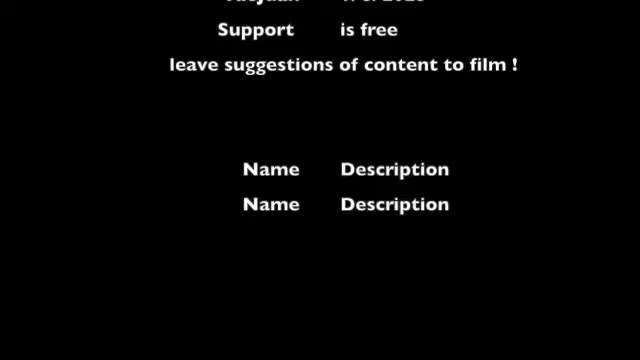 Support is free
leave suggestions of content to film !
Name Description
Name Description